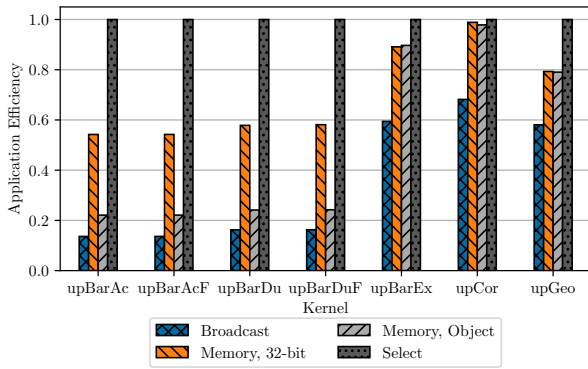 1.0
0.8
0.6
0.4
0.2
0.0
Application Efficiency
upBarAc upBarAcF upBarDu upBarDuF upBarEx upCor upGeo
Kernel
Broadcast
Memory, 32-bit
Memory, Object
Select